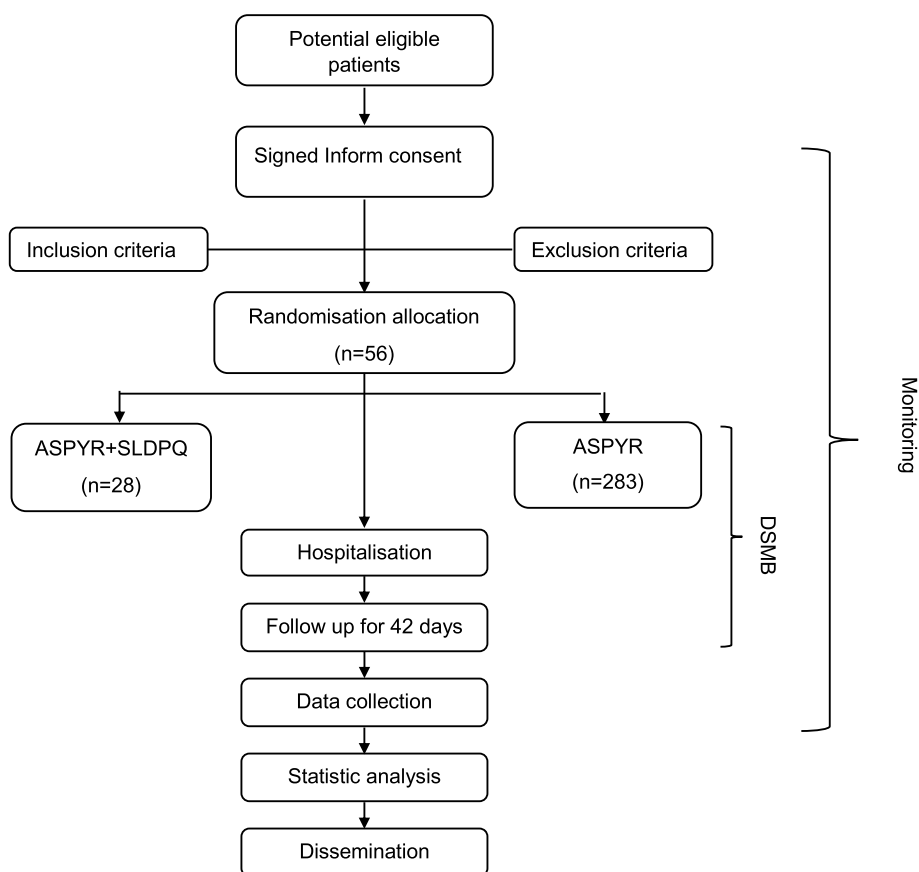 Potential eligible
patients
Signed Inform consent
Inclusion criteria
Exclusion criteria
Randomisation allocation
(n=56)
ASPYR+SLDPQ
(n=28)
ASPYR
(n=283)
Hospitalisation
Follow up for 42 days
Data collection
Statistic analysis
Dissemination
DSMB
Monitoring